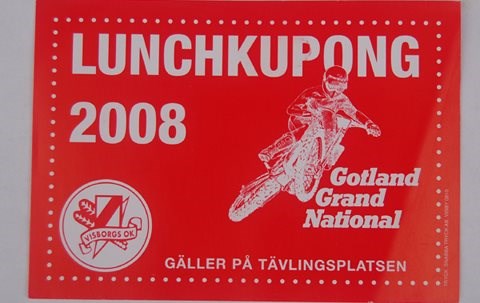 LUNCHKUPONG
2008
Gotland
Grand
National
VISBORGS OK
GÄLLER PÅ TÄVLINGSPLATSEN